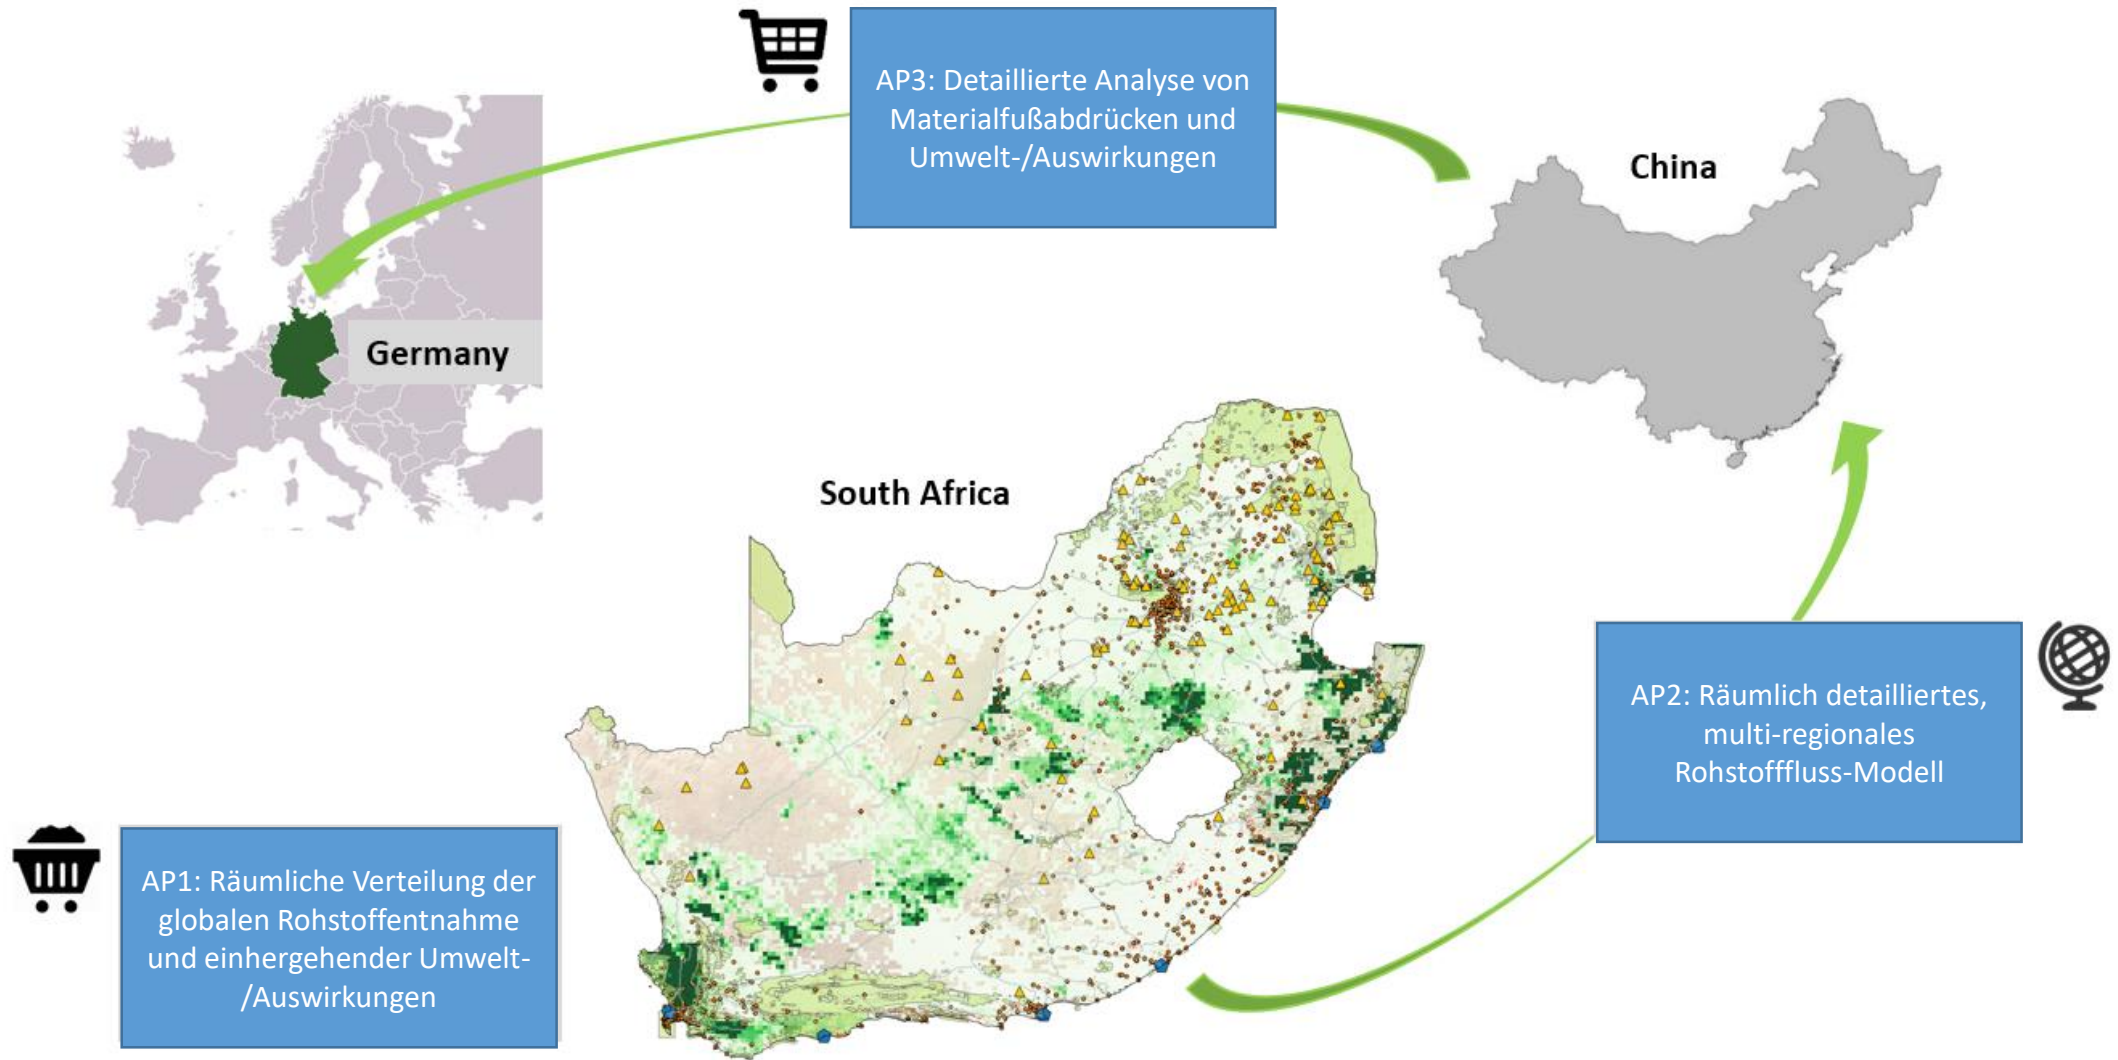 AP3: Detaillierte Analyse von
Materialfußabdrücken und
Umwelt-/Auswirkungen
China
Germany
South Africa
AP2: Räumlich detailliertes,
multi-regionales
Rohstofffluss-Modell
AP1: Räumliche Verteilung der
globalen Rohstoffentnahme
und einhergehender Umwelt-
/Auswirkungen